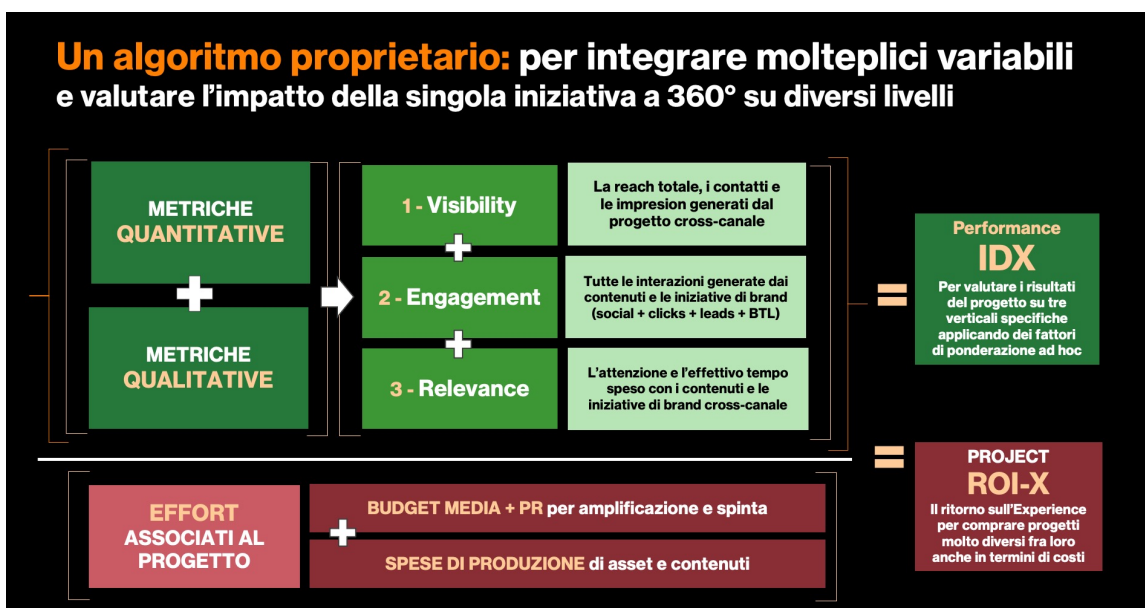 Un algoritmo proprietario: per integrare molteplici variabili
e valutare l'impatto della singola iniziativa a 360° su diversi livelli
METRICHE
QUANTITATIVE
METRICHE
QUALITATIVE
1 - Visibility
2 - Engagement
3 - Relevance
La reach totale, i contatti e
le impresion generati dal
progetto cross-canale
Tutte le interazioni generate dai
contenuti e le iniziative di brand
(social + clicks + leads + BTL)
L'attenzione e l'effettivo tempo
speso con i contenuti e le
iniziative di brand cross-canale
Performance
IDX
Per valutare i risultati
del progetto su tre
verticali specifiche
applicando dei fattori
di ponderazione ad hoc
EFFORT
ASSOCIATI AL
PROGETTO
BUDGET MEDIA + PR per amplificazione e spinta
SPESE DI PRODUZIONE di asset e contenuti
PROJECT
ROI-X
Il ritorno sull'Experience
per comprare progetti
molto diversi fra loro
anche in termini di costi